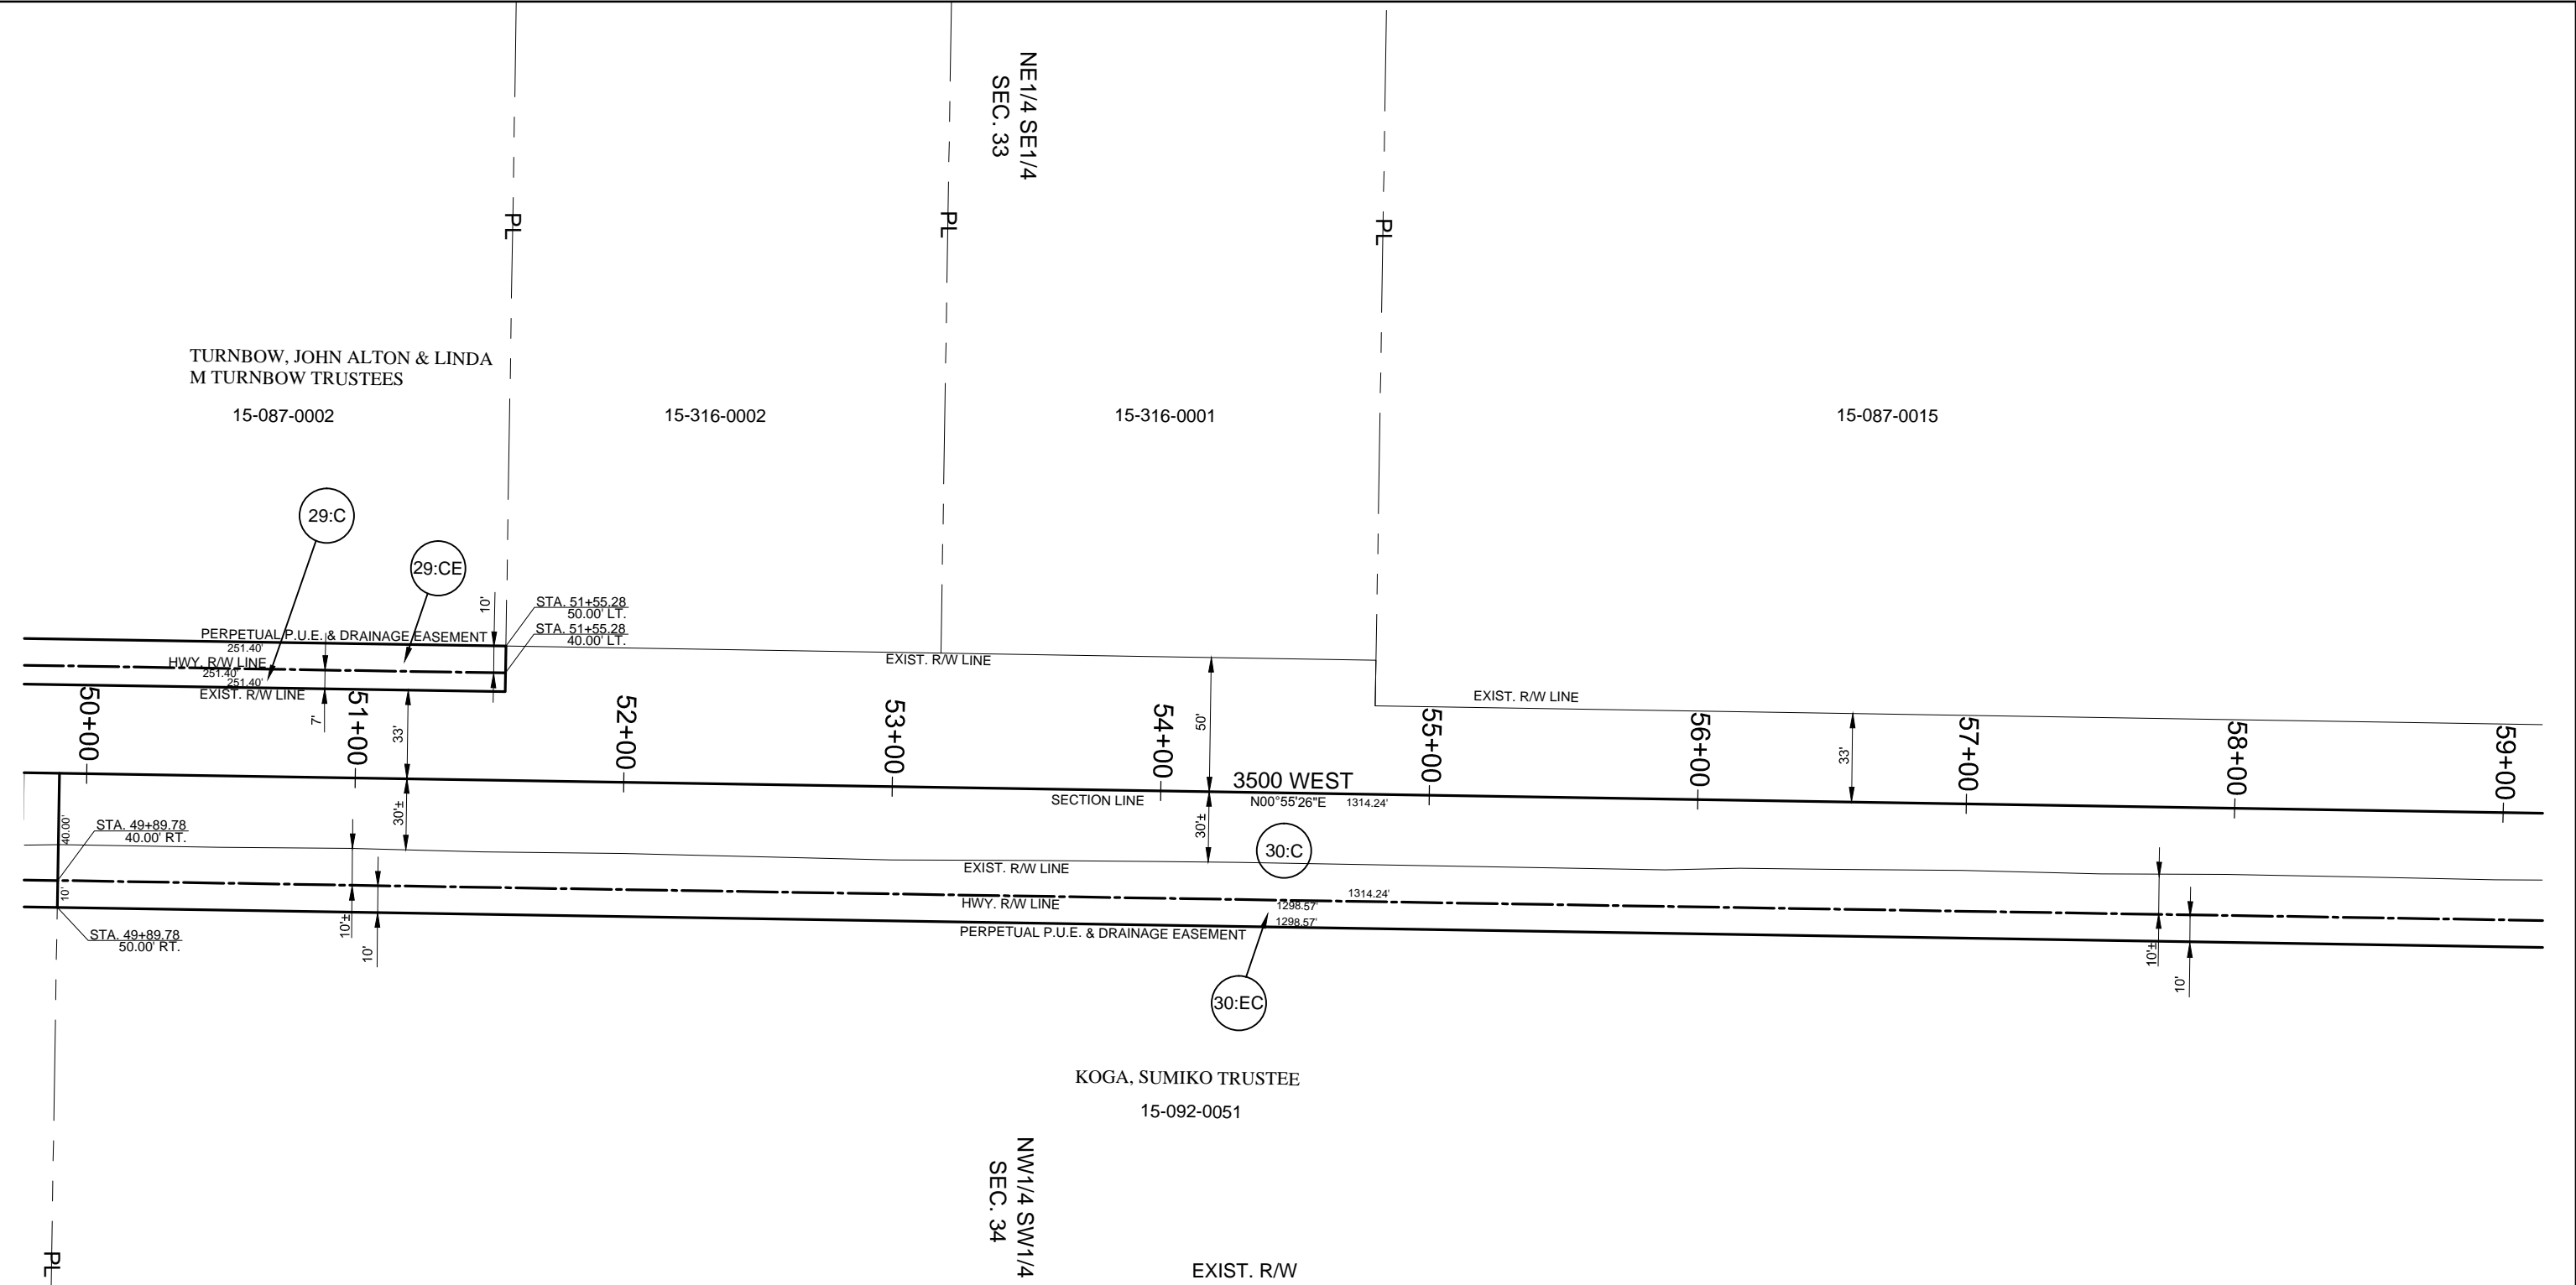 NE1/4 SE1/4
SEC. 33
PL
PL
PL
TURNBOW, JOHN ALTON & LINDA
M TURNBOW TRUSTEES
15-087-0002
15-316-0002
15-316-0001
15-087-0015
29:C
29:CE
10'
STA. 51+55.28
50.00' LT.
STA. 51+55.28
40.00' LT.
PERPETUAL P.U.E. & DRAINAGE EASEMENT
251.40'
HWY. R/W LINE
251.40'
251.40'
EXIST. R/W LINE
7'
33'
EXIST. R/W LINE
50'
EXIST. R/W LINE
33'
50+00
51+00
52+00
53+00
54+00
55+00
56+00
57+00
58+00
59+00
3500 WEST
SECTION LINE
N00°55'26"E
1314.24'
40.00'
STA. 49+89.78
40.00' RT.
30'±
30'±
30:C
EXIST. R/W LINE
10'
1314.24'
HWY. R/W LINE
1298.57'
1298.57'
PERPETUAL P.U.E. & DRAINAGE EASEMENT
STA. 49+89.78
50.00' RT.
10'±
10'
10'±
10'
30:EC
KOGA, SUMIKO TRUSTEE
15-092-0051
NW1/4 SW1/4
SEC. 34
PL
EXIST. R/W